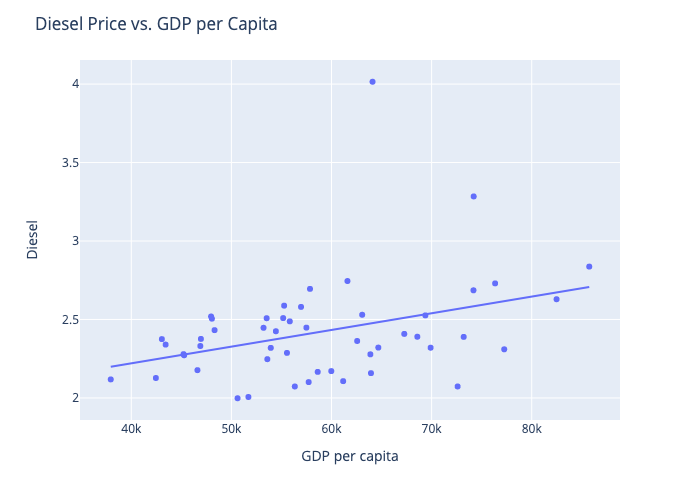 Diesel Price vs. GDP per Capita
4
3.5
3
2.5
2
Diesel
40k 50k 60k 70k 80k
GDP per capita